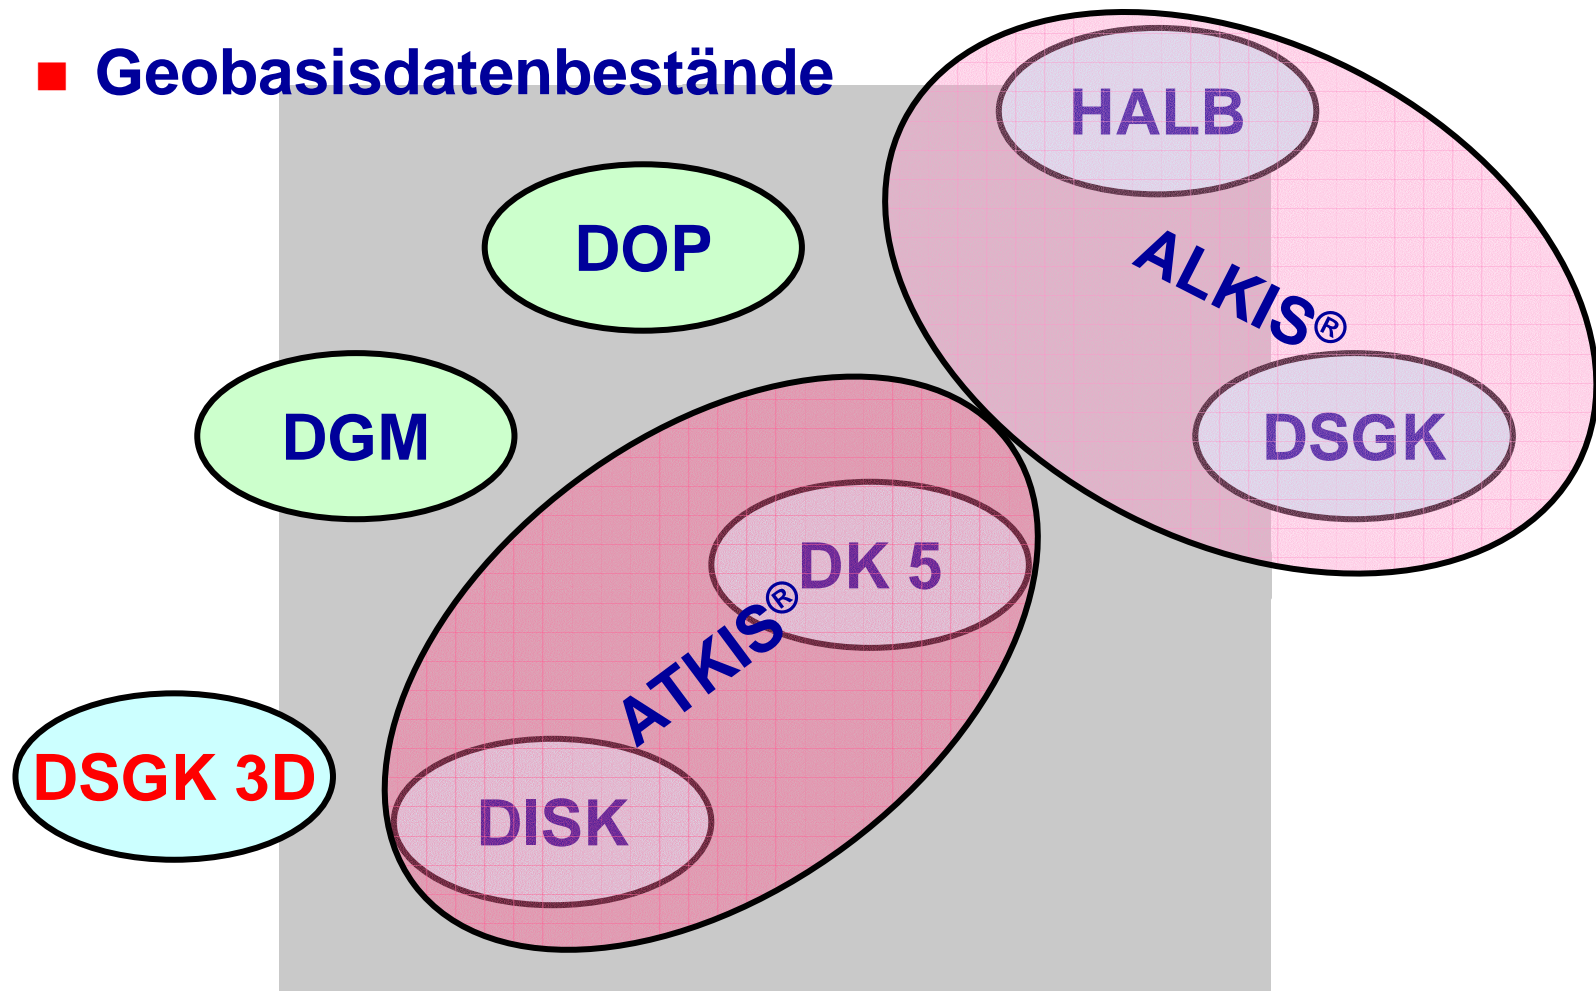 Geobasisdatenbestände
HALB
DOP
ALKIS®
DGM
DSGK
DK 5
ATKIS®
DSGK 3D
DISK